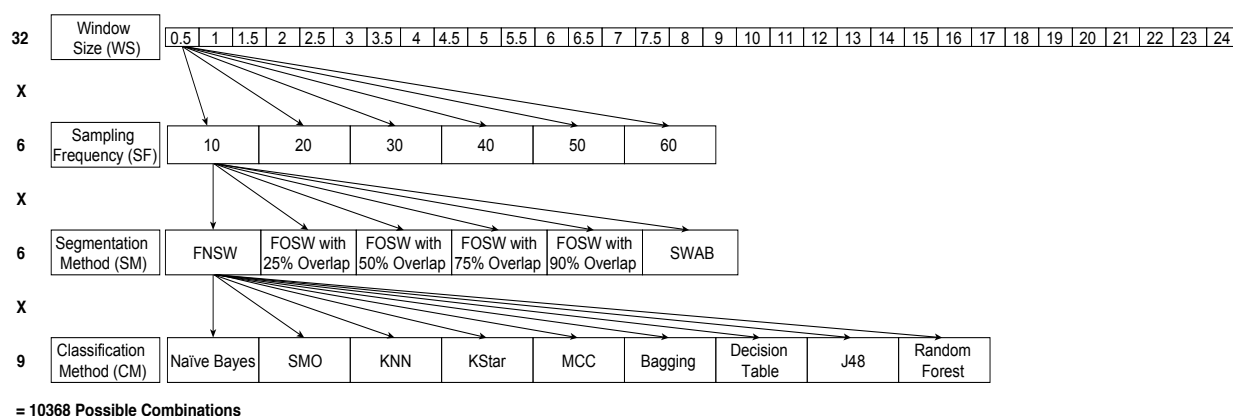 32
Window
Size (WS)
0.5 1 1.5 2 2.5 3 3.5 4 4.5 5 5.5 6 6.5 7 7.5 8 9 10 11 12 13 14 15 16 17 18 19 20 21 22 23 24
X
6
Sampling
Frequency (SF)
10 20 30 40 50 60
X
6
Segmentation
Method (SM)
FNSW
FOSW with
25% Overlap
FOSW with
50% Overlap
FOSW with
75% Overlap
FOSW with
90% Overlap
SWAB
X
9
Classification
Method (CM)
Naïve Bayes
SMO
KNN
KStar
MCC
Bagging
Decision
Table
J48
Random
Forest
= 10368 Possible Combinations